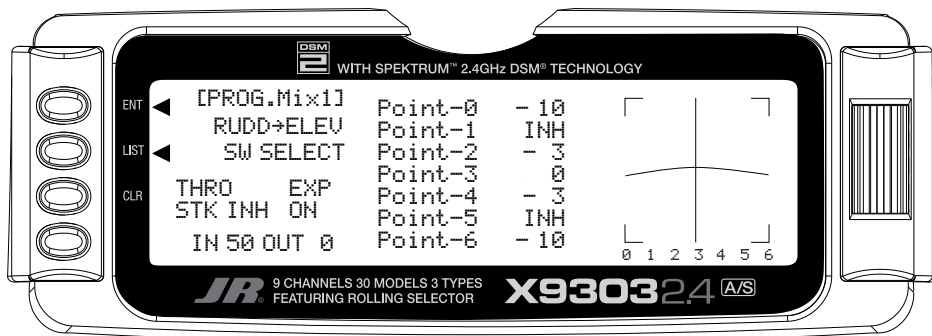 DSM
2 WITH SPEKTRUM™ 2.4GHz DSM® TECHNOLOGY
ENT
LIST
CLR
[PROG.Mix1]
RUDD→ELEV
SW SELECT
THRO EXP
STK INH ON
IN 50 OUT 0
Point-0 - 10
Point-1 INH
Point-2 - 3
Point-3 0
Point-4 - 3
Point-5 INH
Point-6 - 10
0 1 2 3 4 5 6
JR® 9 CHANNELS 30 MODELS 3 TYPES
FEATURING ROLLING SELECTOR
X9303 2.4 A/S